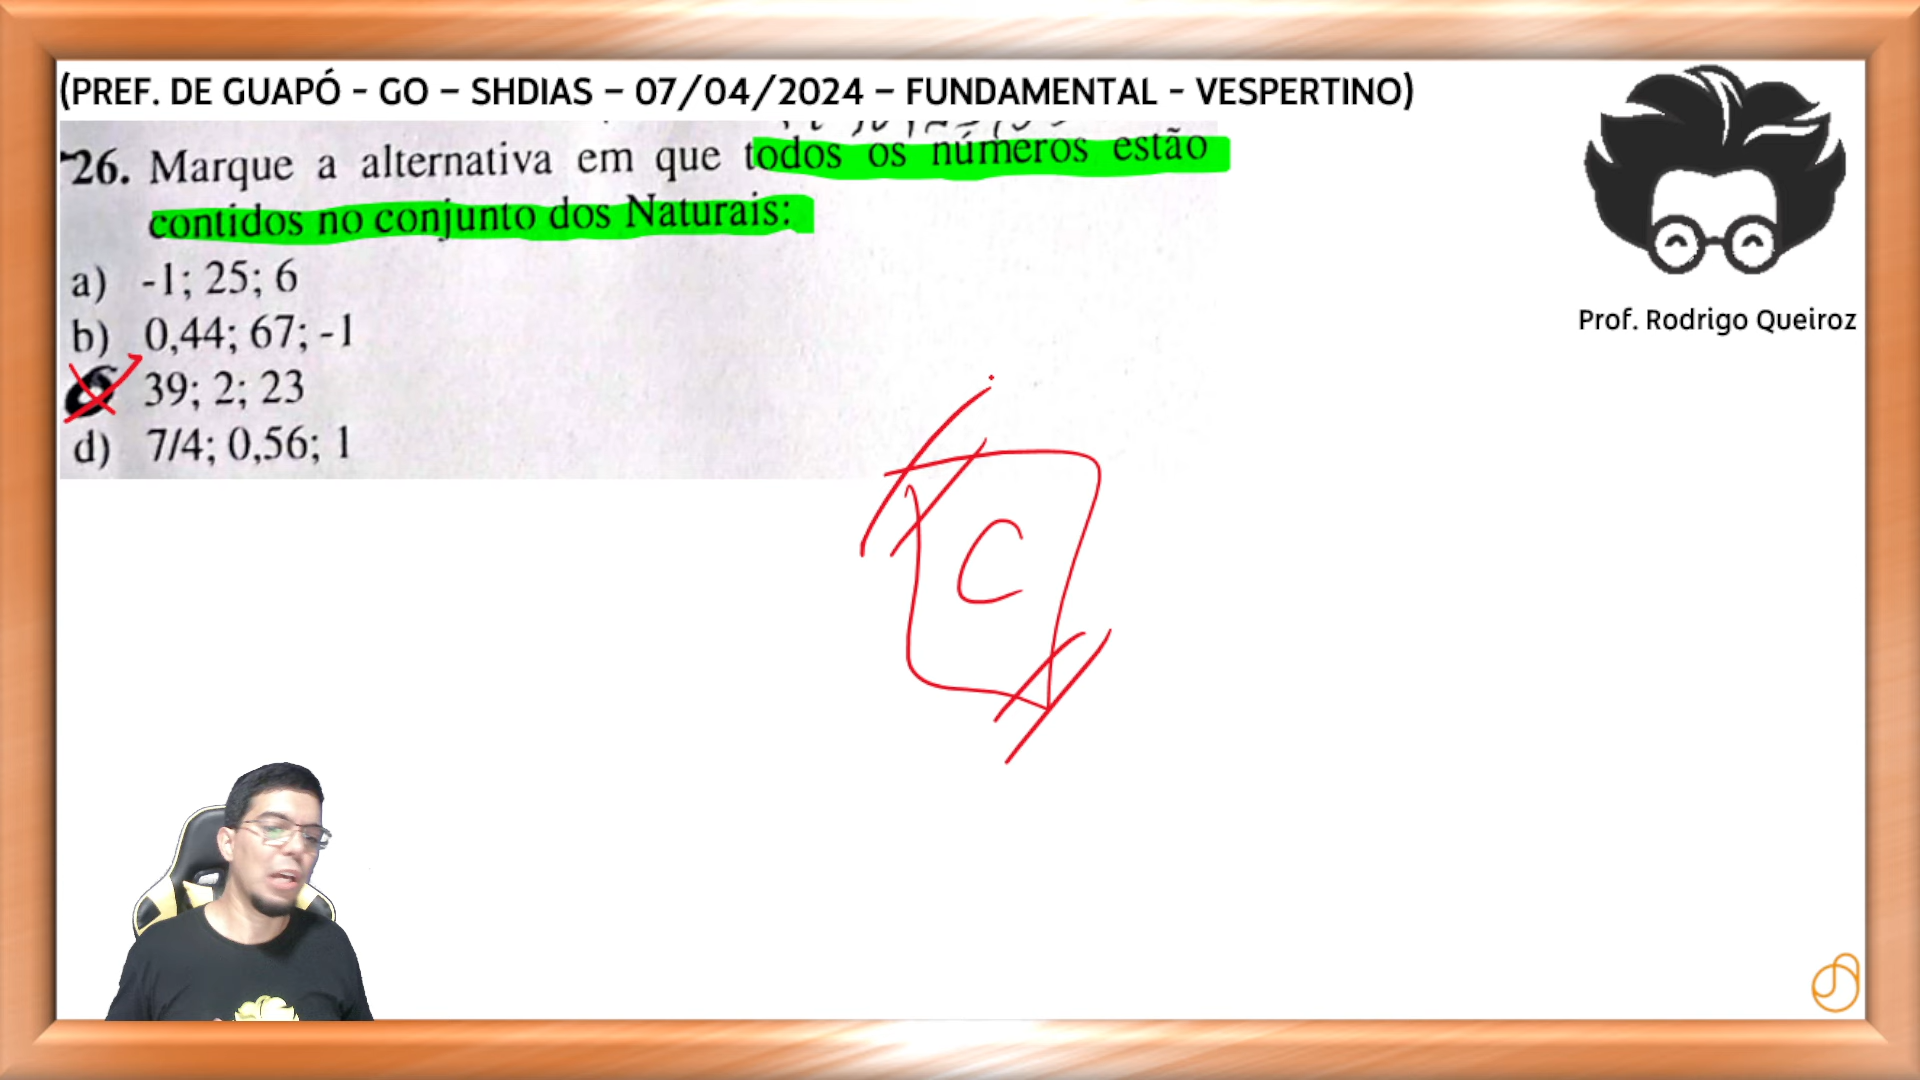 (PREF. DE GUAPÓ - GO – SHDIAS – 07/04/2024 – FUNDAMENTAL - VESPERTINO)
26. Marque a alternativa em que todos os números estão
contidos no conjunto dos Naturais:
a) -1; 25; 6
b) 0,44; 67; -1
39; 2; 23
d) 7/4; 0,56; 1
C
Prof. Rodrigo Queiroz